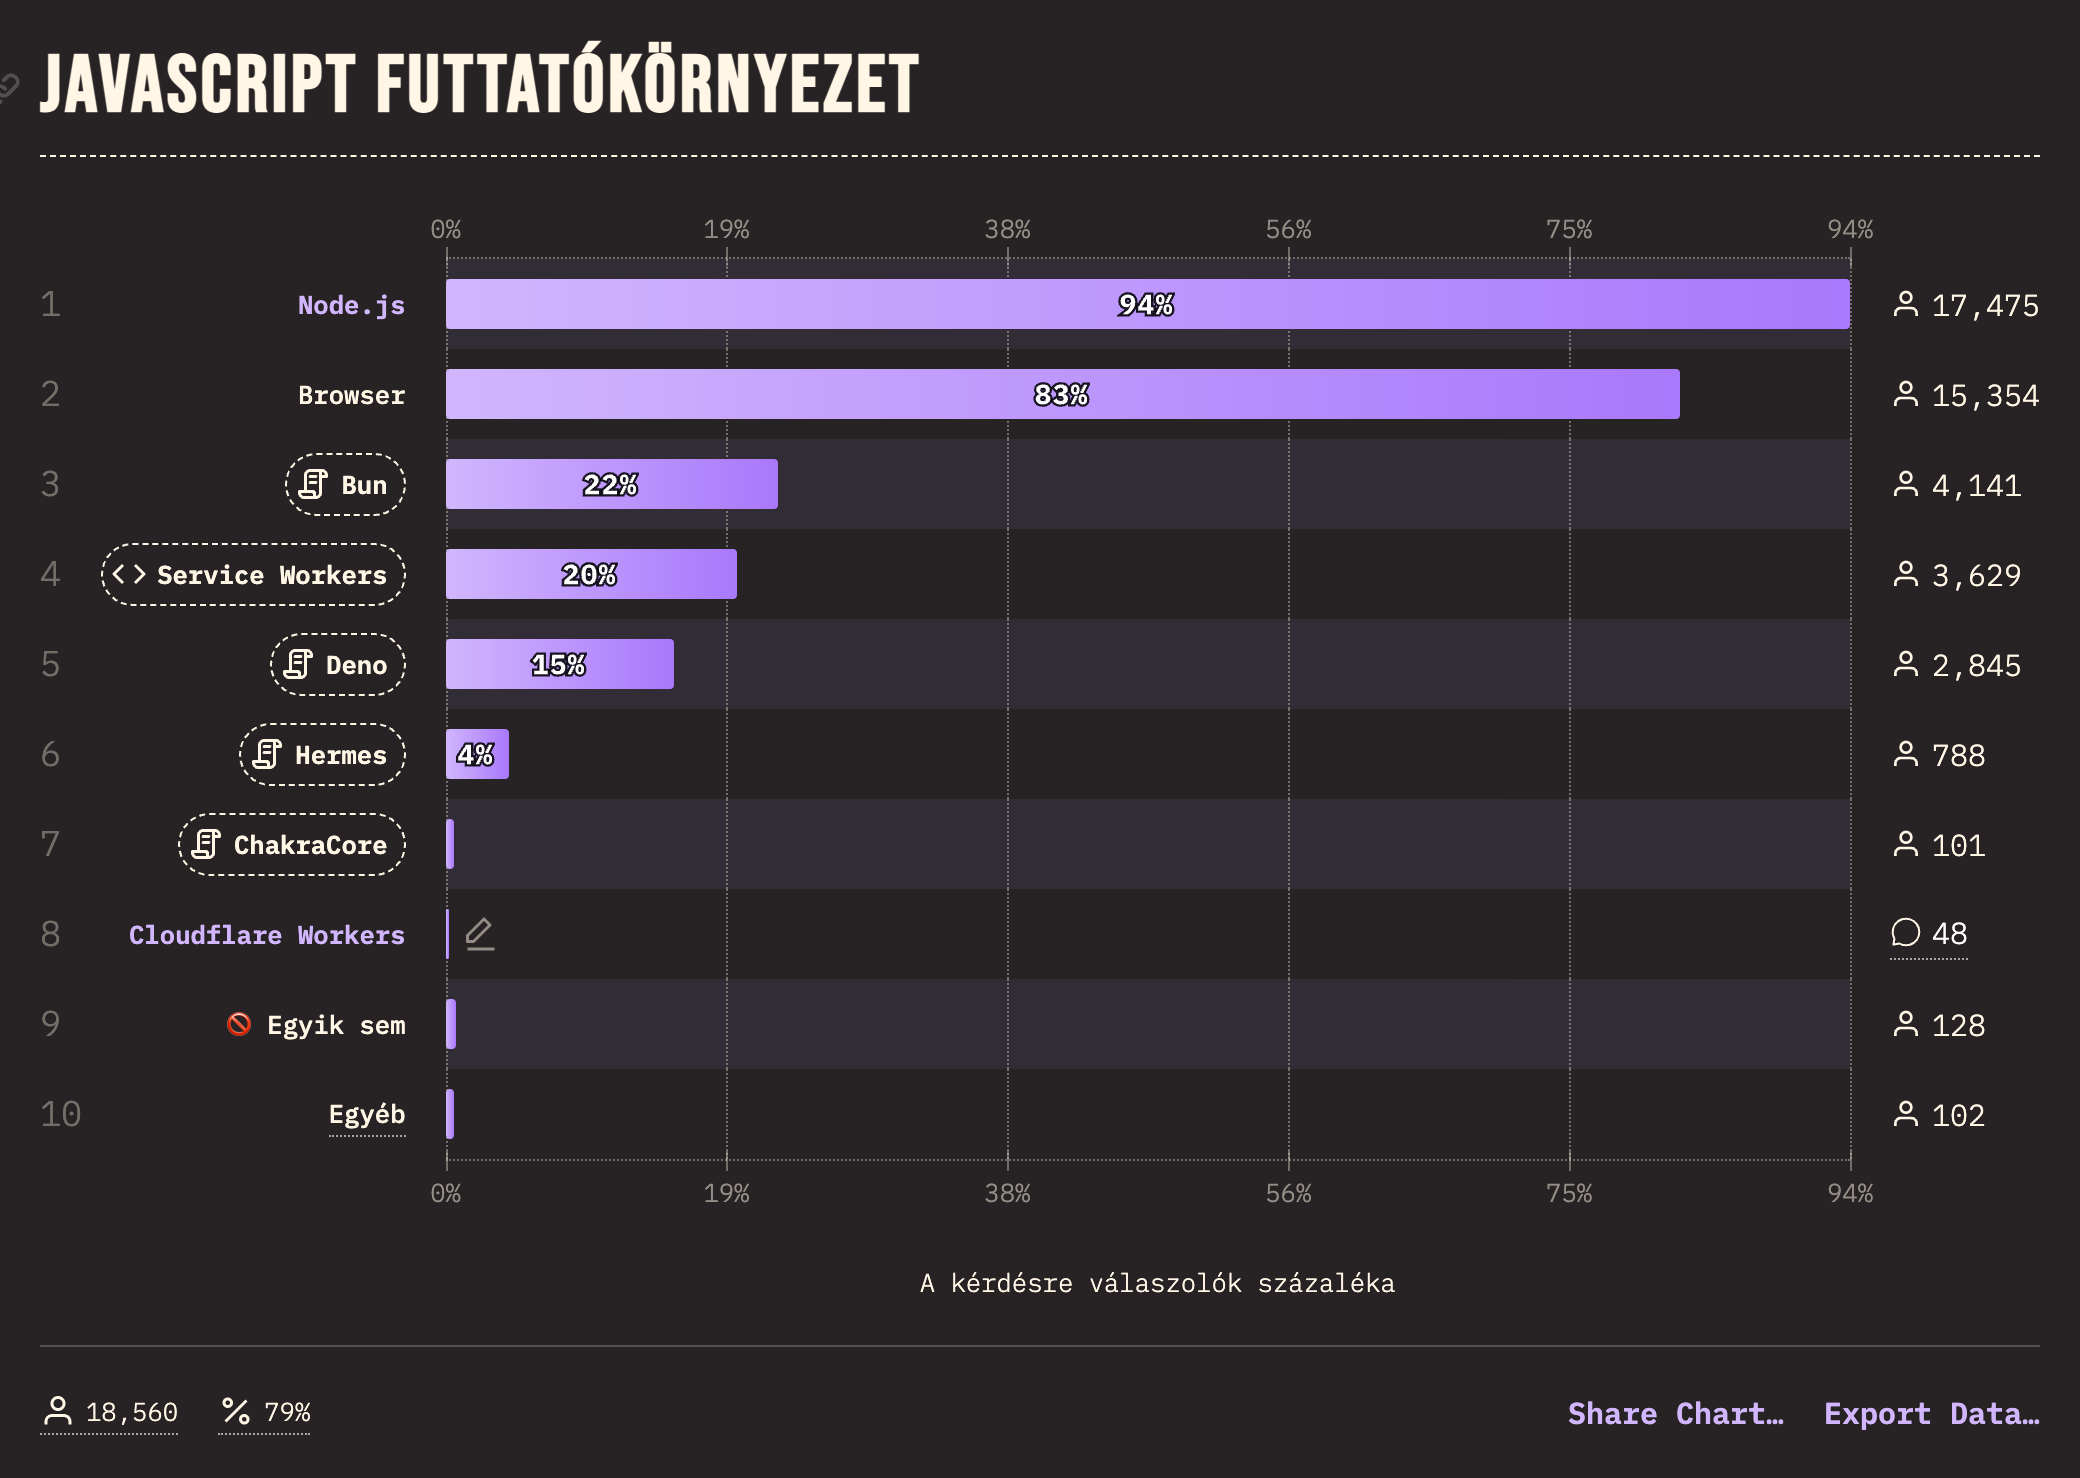 JAVASCRIPT FUTTATÓKÖRNYEZET
0% 19% 38% 56% 75% 94%
1 Node.js 94% 17,475
2 Browser 83% 15,354
3 Bun 22% 4,141
4 Service Workers 20% 3,629
5 Deno 15% 2,845
6 Hermes 4% 788
7 ChakraCore 101
8 Cloudflare Workers 48
9 Egyik sem 128
10 Egyéb 102
0% 19% 38% 56% 75% 94%
A kérdésre válaszolók százaléka
18,560 79% Share Chart… Export Data…